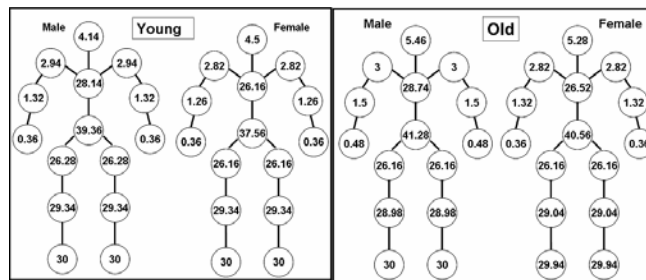 Male Young Female
4.14 4.5
2.94 2.94 2.82 2.82
28.14 26.16
1.32 1.32 1.26 1.26
0.36 0.36 0.36 0.36
39.36 37.56
26.28 26.28 26.16 26.16
29.34 29.34 29.34 29.34
30 30 30 30
Male Old Female
5.46 5.28
3 3 2.82 2.82
28.74 26.52
1.5 1.5 1.32 1.32
0.48 0.48 0.36 0.36
41.28 40.56
26.16 26.16 26.16 26.16
28.98 28.98 29.04 29.04
30 30 29.94 29.94